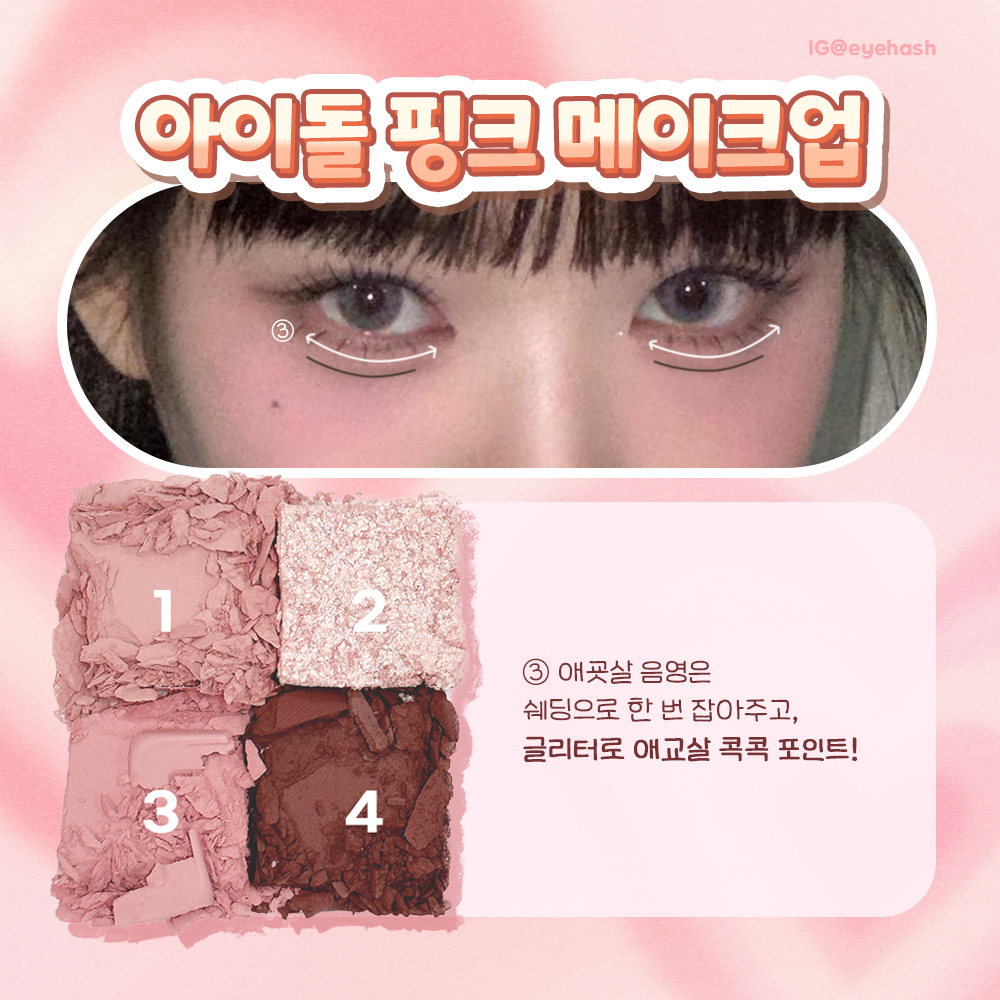 IG@eyehash
아이돌 핑크 메이크업
③
1
2
3
4
③ 애굣살 음영은
쉐딩으로 한 번 잡아주고,
글리터로 애교살 콕콕 포인트!